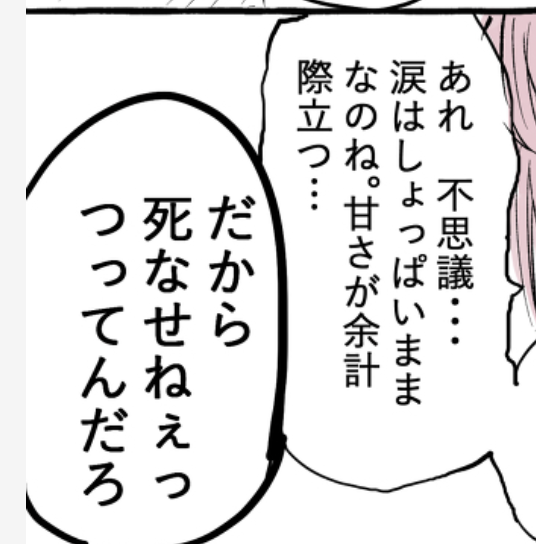 あれ　不思議・・・
涙はしょっぱいまま
なのね。甘さが余計
際立つ…
だから
死なせねぇっ
つってんだろ